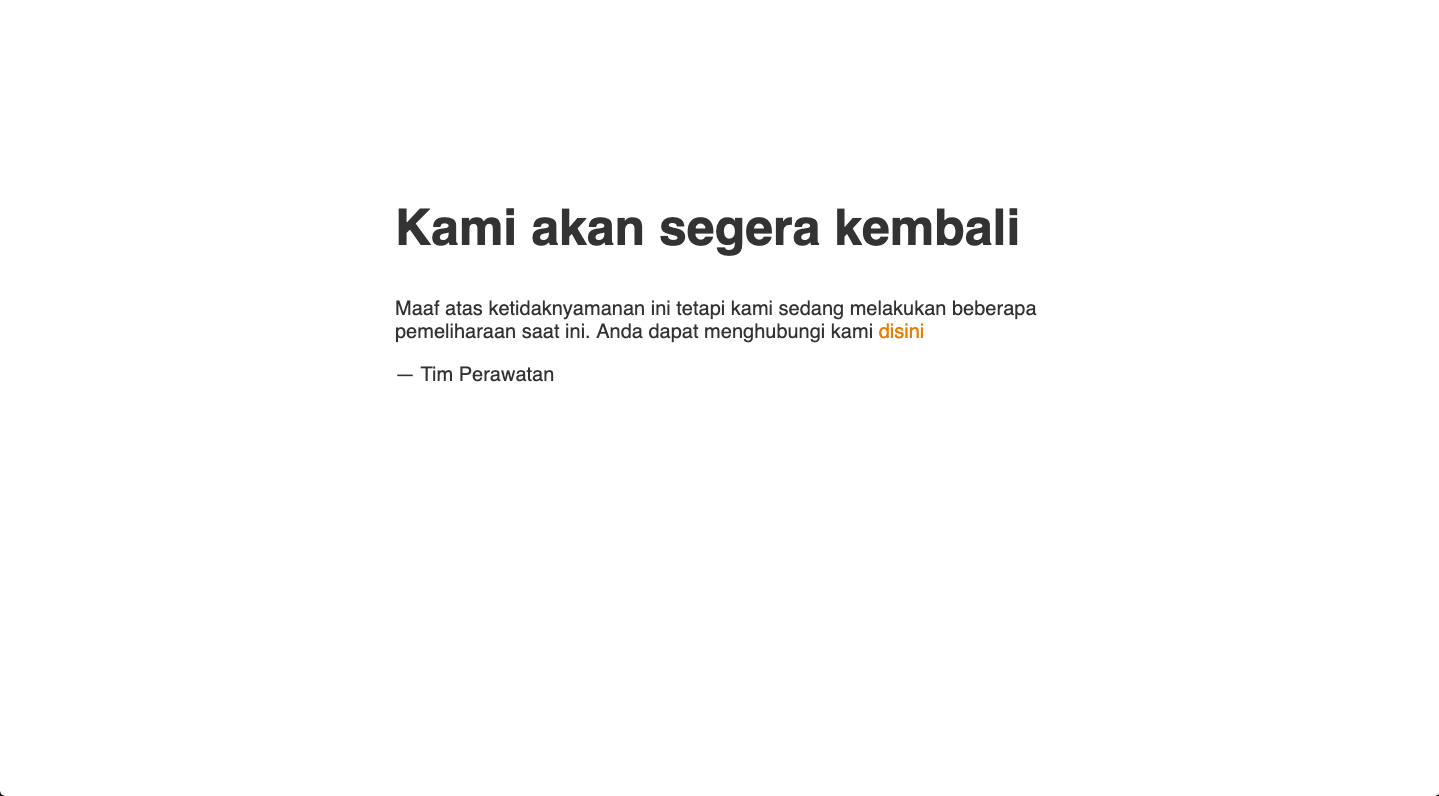 Kami akan segera kembali
Maaf atas ketidaknyamanan ini tetapi kami sedang melakukan beberapa
pemeliharaan saat ini. Anda dapat menghubungi kami disini
— Tim Perawatan